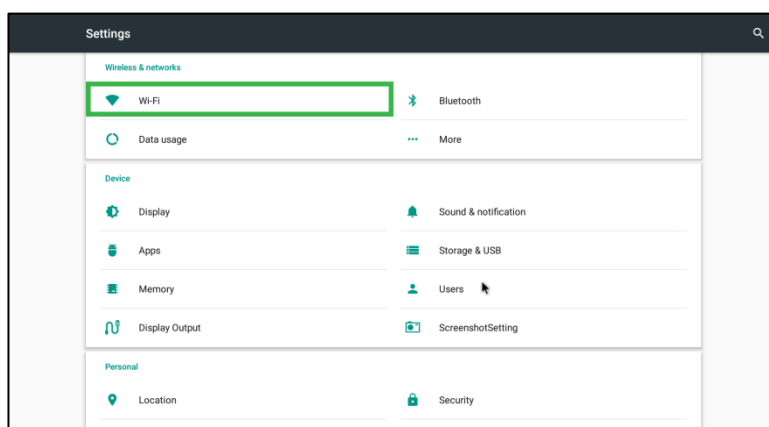 Settings
Wireless & networks
Wi-Fi
Bluetooth
Data usage
More
Device
Display
Sound & notification
Apps
Storage & USB
Memory
Users
Display Output
ScreenshotSetting
Personal
Location
Security